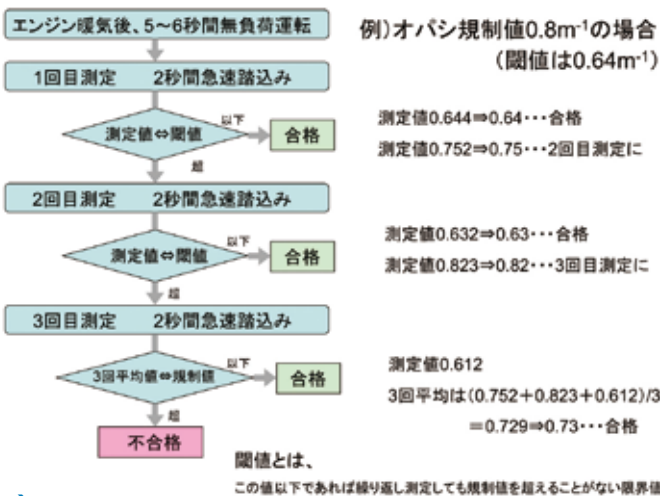 エンジン暖気後、5～6秒間無負荷運転
例)オパシ規制値0.8m⁻¹の場合
(閾値は0.64m⁻¹)
1回目測定 2秒間急速踏込み
測定値⇔閾値
以下
合格
超
測定値0.644⇒0.64･･･合格
測定値0.752⇒0.75･･･2回目測定に
2回目測定 2秒間急速踏込み
測定値⇔閾値
以下
合格
超
測定値0.632⇒0.63･･･合格
測定値0.823⇒0.82･･･3回目測定に
3回目測定 2秒間急速踏込み
3回平均値⇔規制値
以下
合格
超
不合格
測定値0.612
3回平均は(0.752＋0.823＋0.612)/3
＝0.729⇒0.73･･･合格
閾値とは、
この値以下であれば繰り返し測定しても規制値を超えることがない限界値